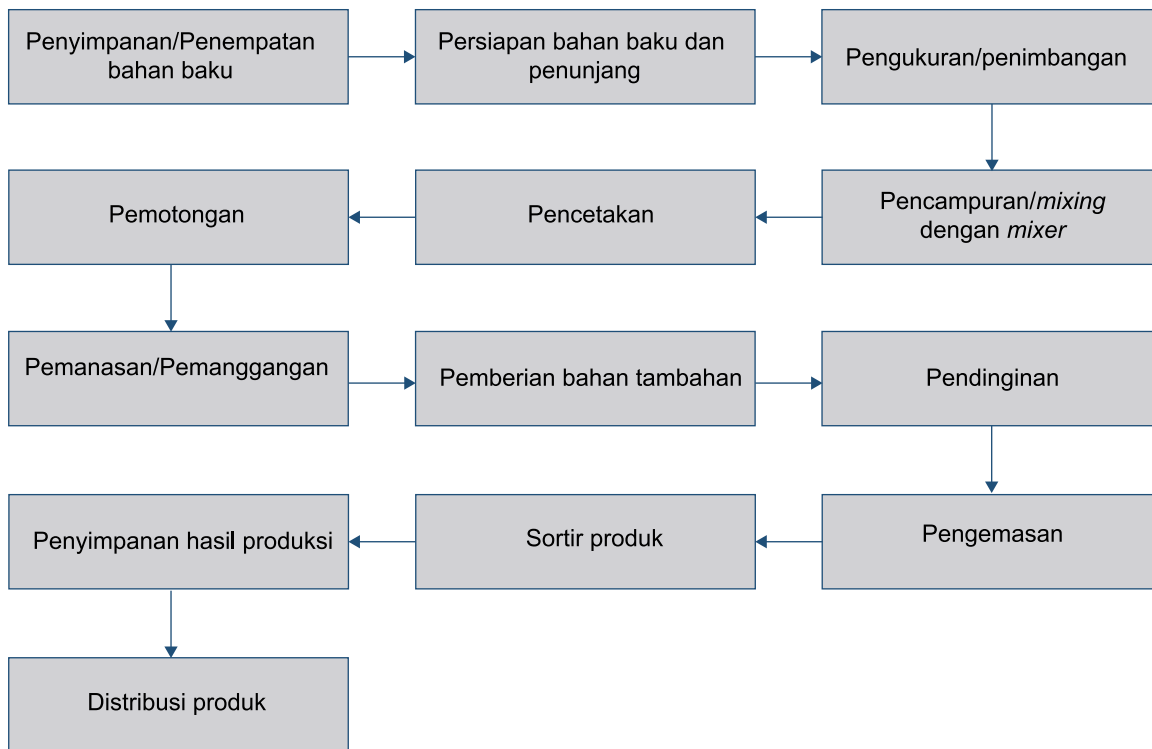 Penyimpanan/Penempatan
bahan baku
Persiapan bahan baku dan
penunjang
Pengukuran/penimbangan
Pencampuran/mixing
dengan mixer
Pencetakan
Pemotongan
Pemanasan/Pemanggangan
Pemberian bahan tambahan
Pendinginan
Pengemasan
Sortir produk
Penyimpanan hasil produksi
Distribusi produk